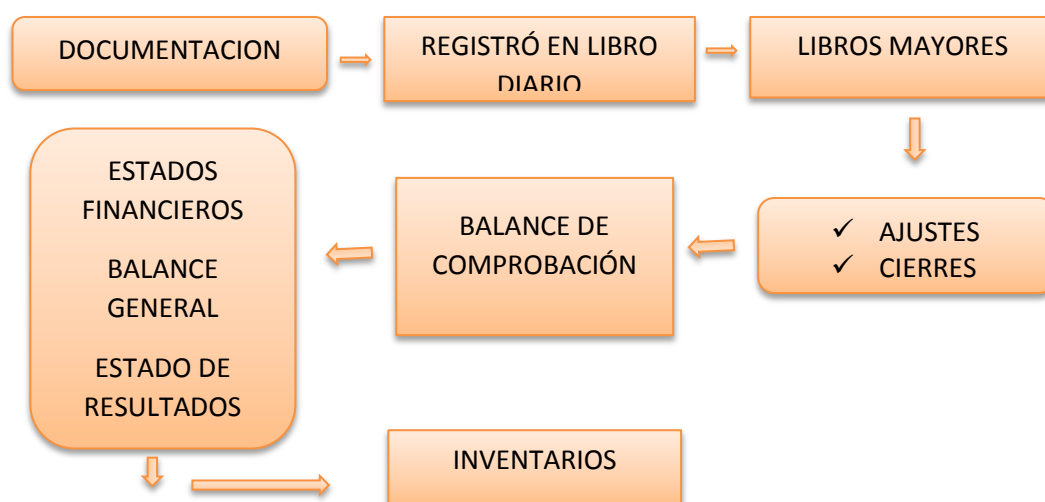 DOCUMENTACION
REGISTRÓ EN LIBRO
DIARIO
LIBROS MAYORES
✓ AJUSTES
✓ CIERRES
BALANCE DE
COMPROBACIÓN
ESTADOS
FINANCIEROS
BALANCE
GENERAL
ESTADO DE
RESULTADOS
INVENTARIOS